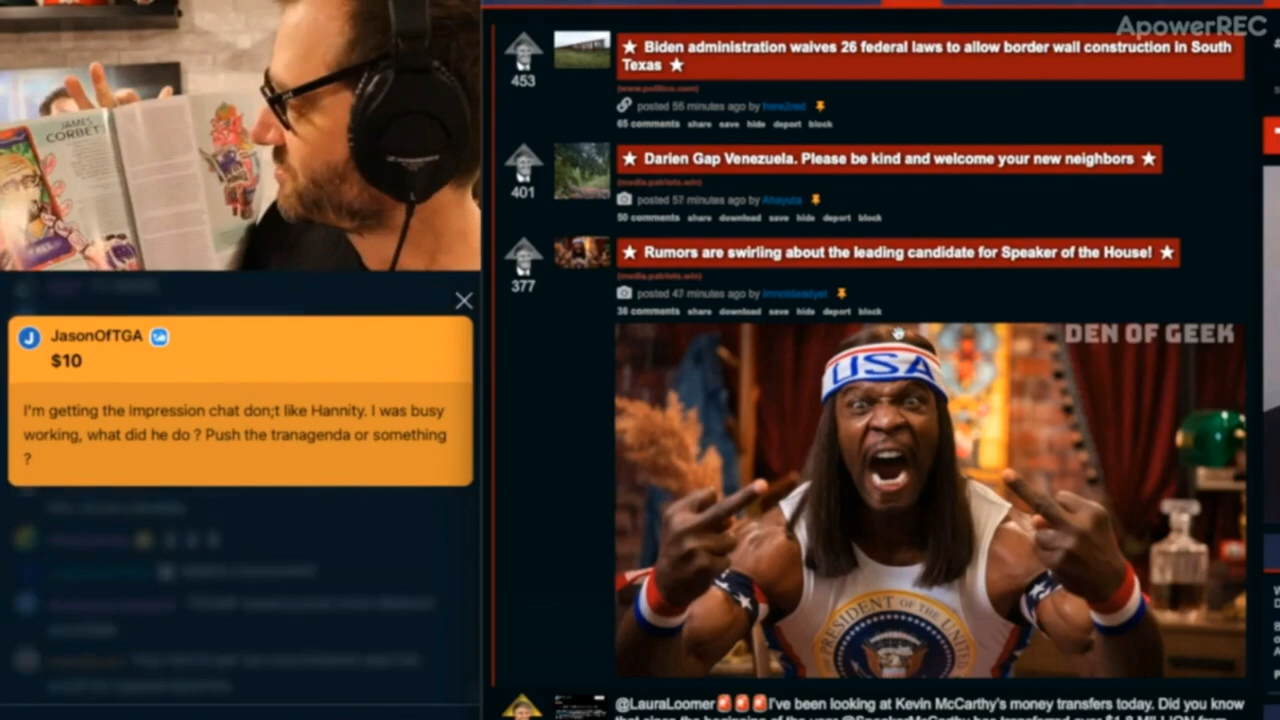 ApowerREC
JAMES
CORBETT
453
★ Biden administration waives 26 federal laws to allow border wall construction in South
Texas ★
(www.politico.com)
posted 55 minutes ago by here2red
65 comments share save hide deport block
401
★ Darien Gap Venezuela. Please be kind and welcome your new neighbors ★
(media.patriots.win)
posted 57 minutes ago by Ahayuta
50 comments share download save hide deport block
377
★ Rumors are swirling about the leading candidate for Speaker of the House! ★
(media.patriots.win)
posted 47 minutes ago by imnotdeadyet
38 comments share download save hide deport block
J JasonOfTGA
$10
I'm getting the Impression chat don;t like Hannity. I was busy
working, what did he do ? Push the tranagenda or something
?
DEN OF GEEK
USA
PRESIDENT OF THE UNITED
@LauraLoomer🚨🚨🚨I've been looking at Kevin McCarthy's money transfers today. Did you know